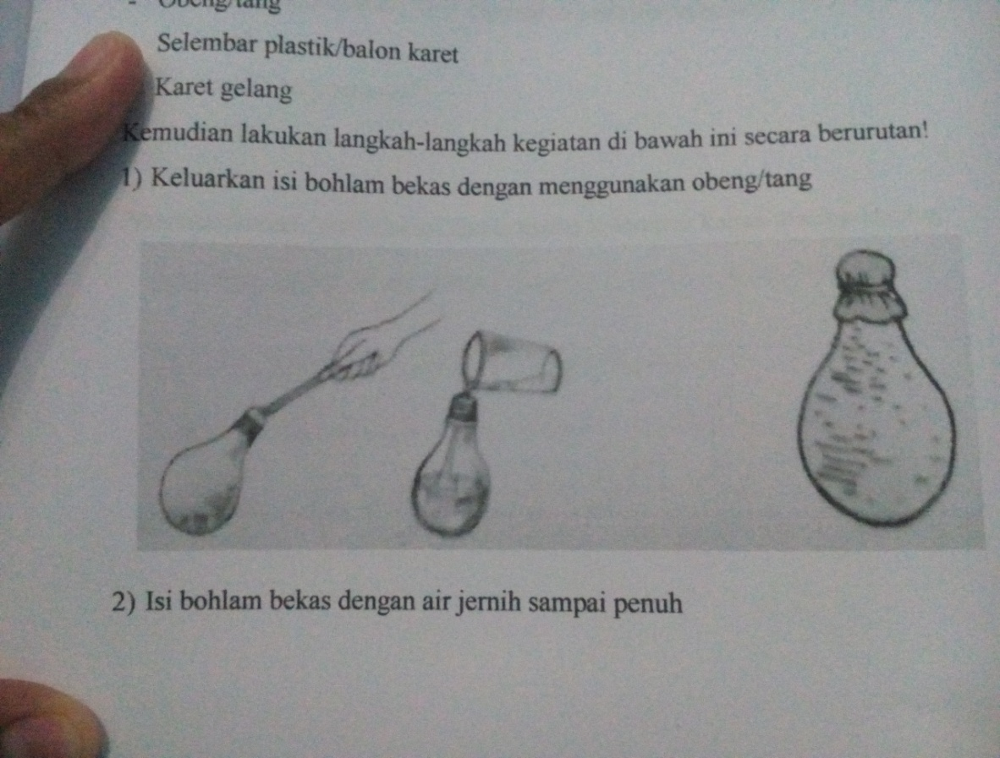 - Obeng/tang
Selembar plastik/balon karet
Karet gelang
Kemudian lakukan langkah-langkah kegiatan di bawah ini secara berurutan!
1) Keluarkan isi bohlam bekas dengan menggunakan obeng/tang
2) Isi bohlam bekas dengan air jernih sampai penuh